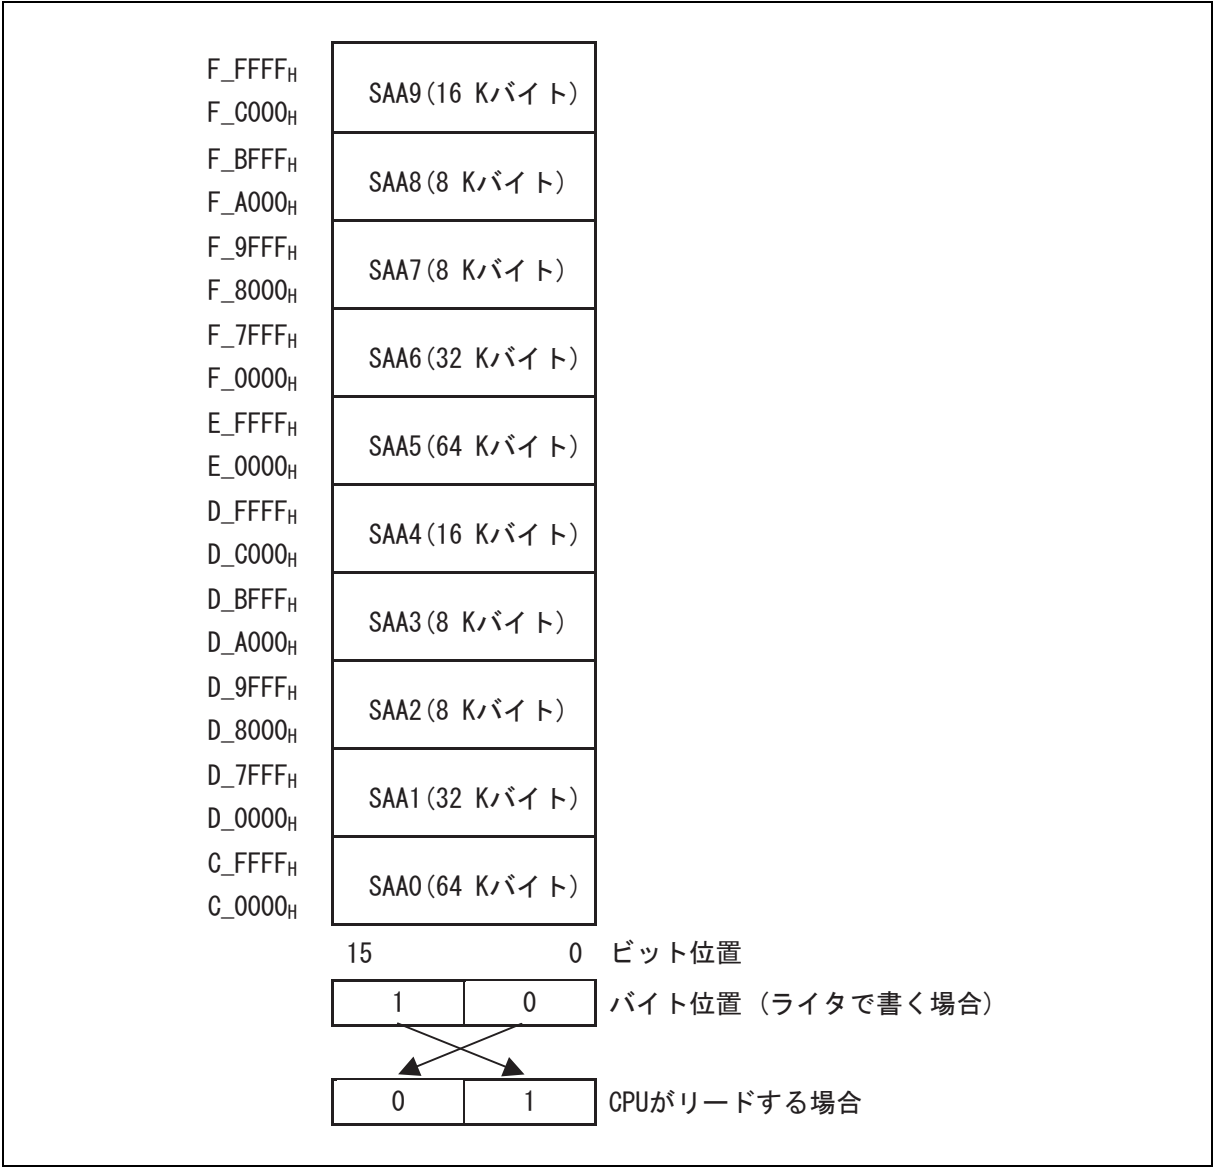 F_FFFFH
SAA9(16 Kバイト)
F_C000H
F_BFFFH
SAA8(8 Kバイト)
F_A000H
F_9FFFH
SAA7(8 Kバイト)
F_8000H
F_7FFFH
SAA6(32 Kバイト)
F_0000H
E_FFFFH
SAA5(64 Kバイト)
E_0000H
D_FFFFH
SAA4(16 Kバイト)
D_C000H
D_BFFFH
SAA3(8 Kバイト)
D_A000H
D_9FFFH
SAA2(8 Kバイト)
D_8000H
D_7FFFH
SAA1(32 Kバイト)
D_0000H
C_FFFFH
SAA0(64 Kバイト)
C_0000H
15 0 ビット位置
1 0 バイト位置（ライタで書く場合）
0 1 CPUがリードする場合